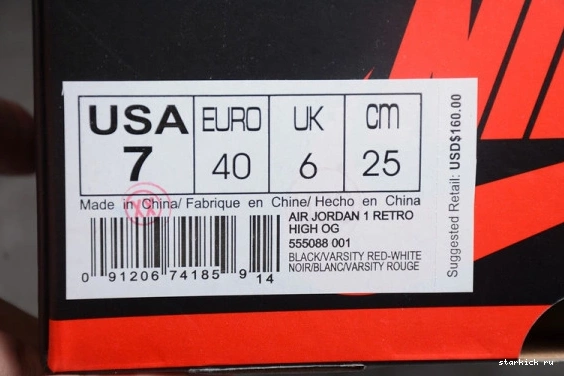 USA EURO UK cm
7 40 6 25
Made in China/ Fabrique en Chine/ Hecho en China
AIR JORDAN 1 RETRO
HIGH OG
555088 001
BLACK/VARSITY RED-WHITE
NOIR/BLANC/VARSITY ROUGE
0 91206 74185 9 14
Suggested Retail: USD$160.00
XX
starkick ru